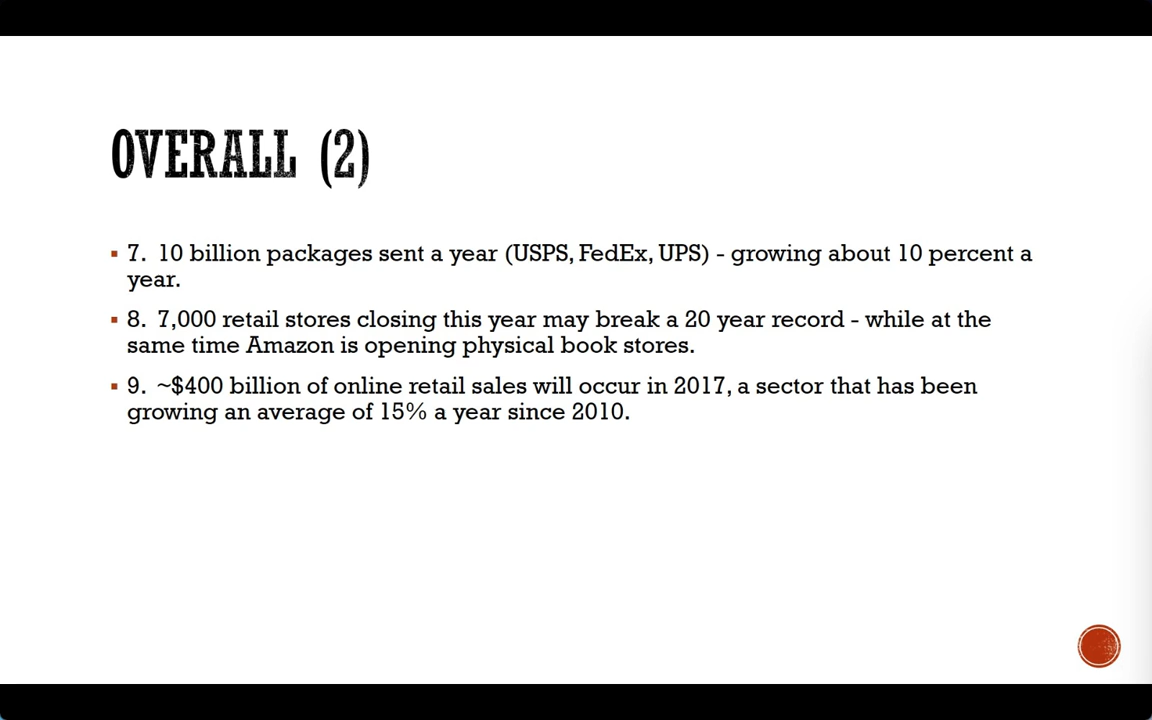 OVERALL (2)
▪ 7. 10 billion packages sent a year (USPS, FedEx, UPS) - growing about 10 percent a
year.
▪ 8. 7,000 retail stores closing this year may break a 20 year record - while at the
same time Amazon is opening physical book stores.
▪ 9. ~$400 billion of online retail sales will occur in 2017, a sector that has been
growing an average of 15% a year since 2010.